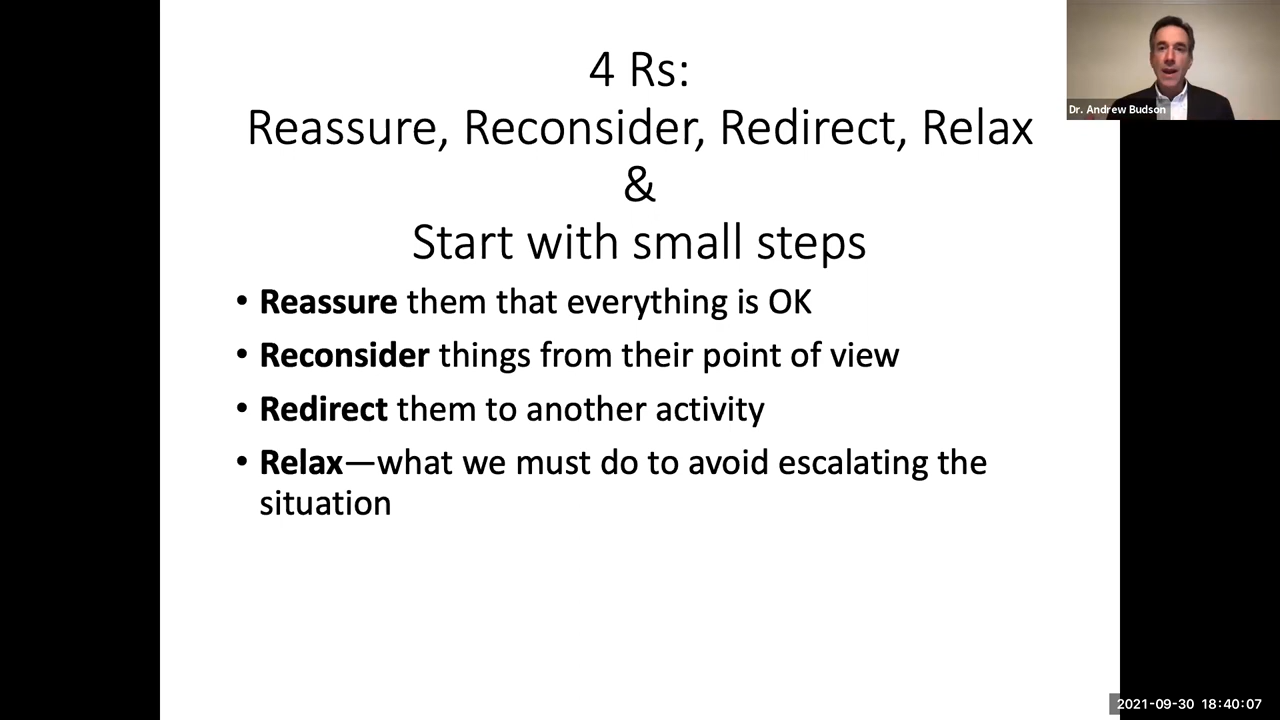 4 Rs:
Reassure, Reconsider, Redirect, Relax
&
Start with small steps
• Reassure them that everything is OK
• Reconsider things from their point of view
• Redirect them to another activity
• Relax—what we must do to avoid escalating the
situation
Dr. Andrew Budson
2021-09-30 18:40:07